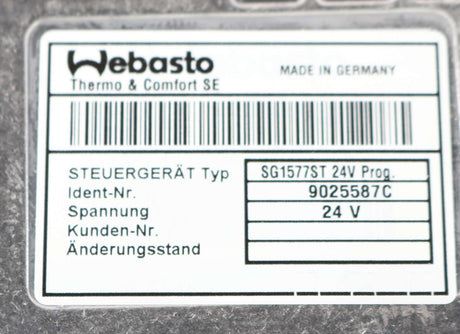 Webasto
MADE IN GERMANY
Thermo & Comfort SE
STEUERGERÄT Typ SG1577ST 24V Prog.
Ident-Nr. 9025587C
Spannung 24 V
Kunden-Nr.
Änderungsstand